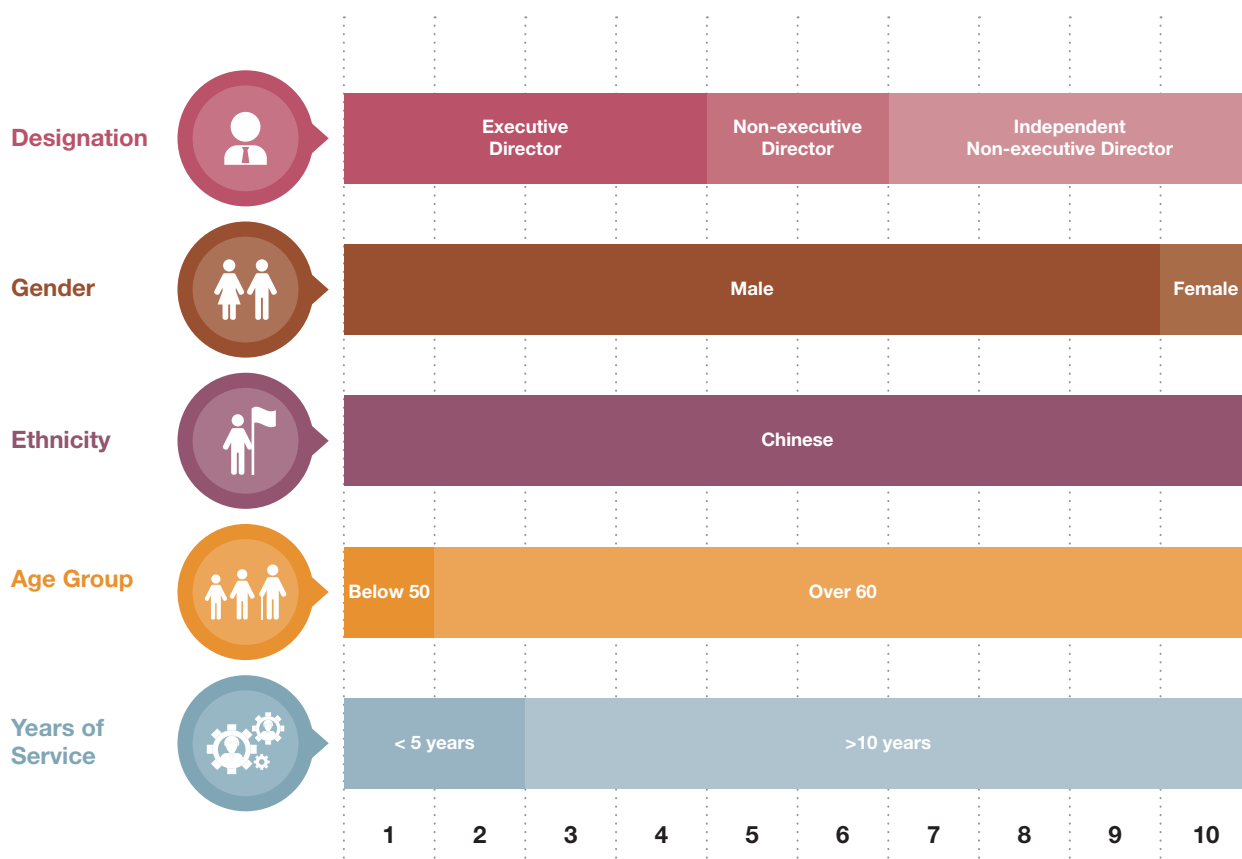 Designation
Executive
Director
Non-executive
Director
Independent
Non-executive Director
Gender
Male
Female
Ethnicity
Chinese
Age Group
Below 50
Over 60
Years of
Service
< 5 years
>10 years
1 2 3 4 5 6 7 8 9 10